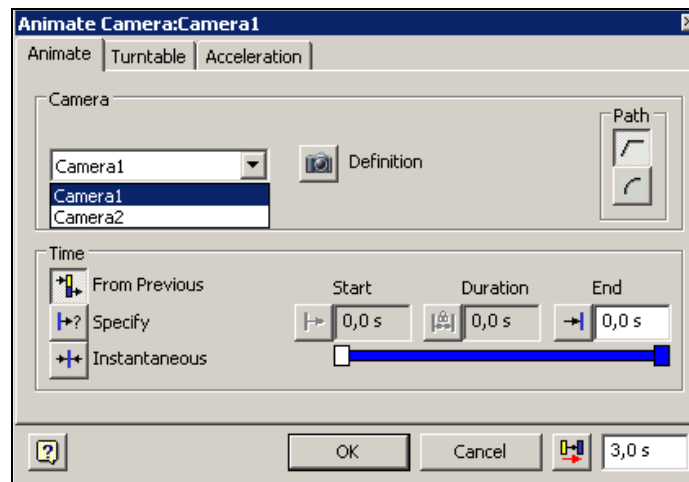 Animate Camera:Camera1
Animate Turntable Acceleration
Camera
Path
Camera1
Definition
Camera1
Camera2
Time
From Previous
Start Duration End
Specify
0,0 s 0,0 s 0,0 s
Instantaneous
OK Cancel 3,0 s